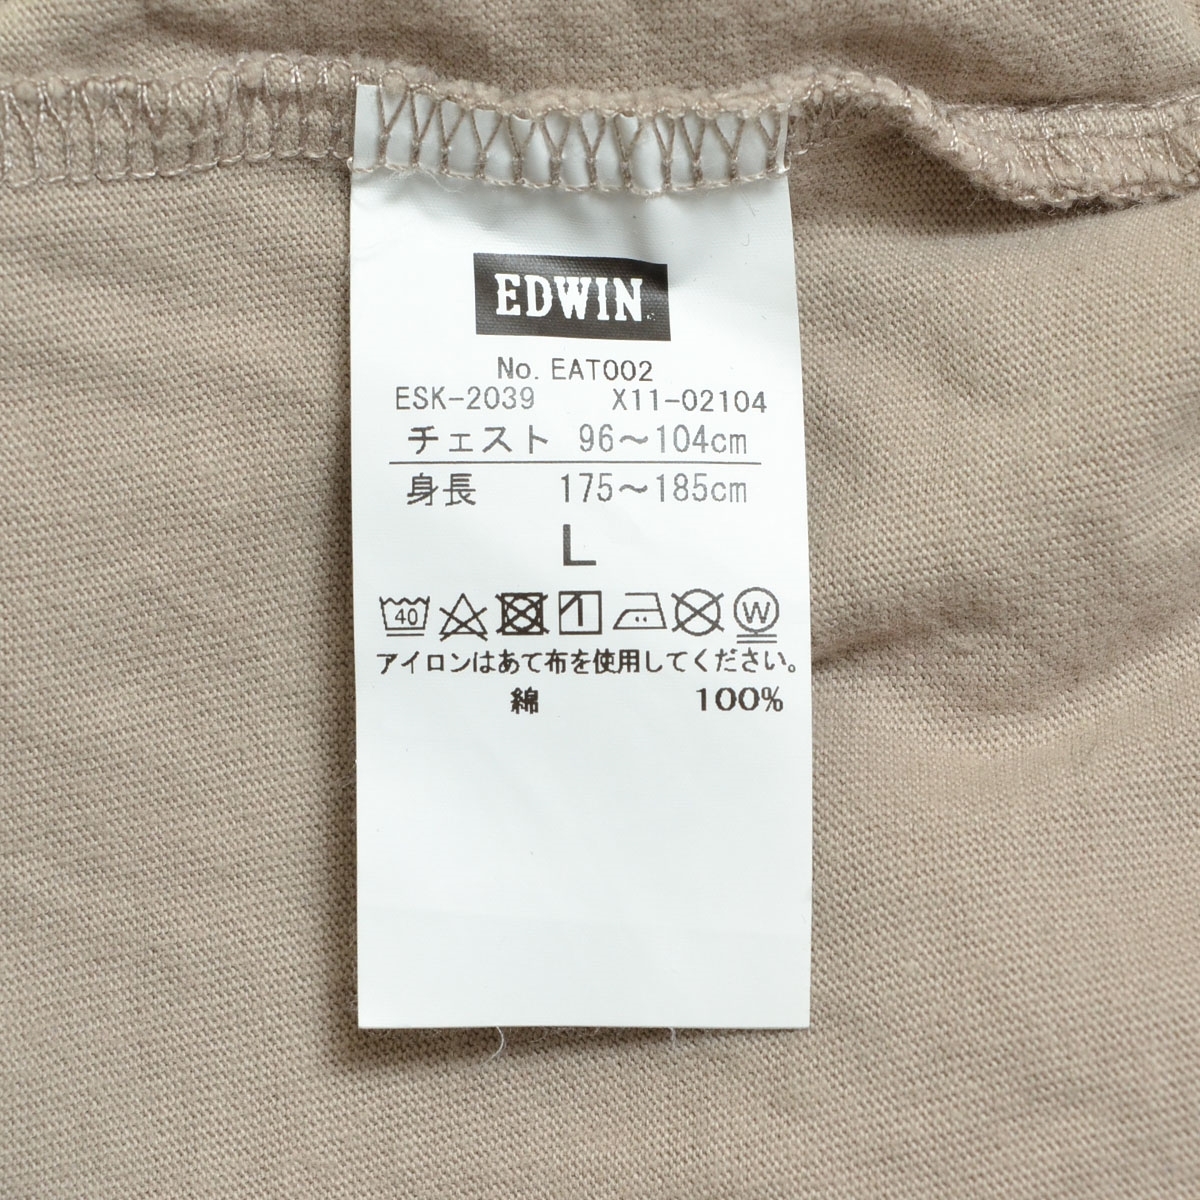 EDWIN
No. EAT002
ESK-2039 X11-02104
チェスト 96～104cm
身長 175～185cm
L
40 W
アイロンはあて布を使用してください。
綿 100%